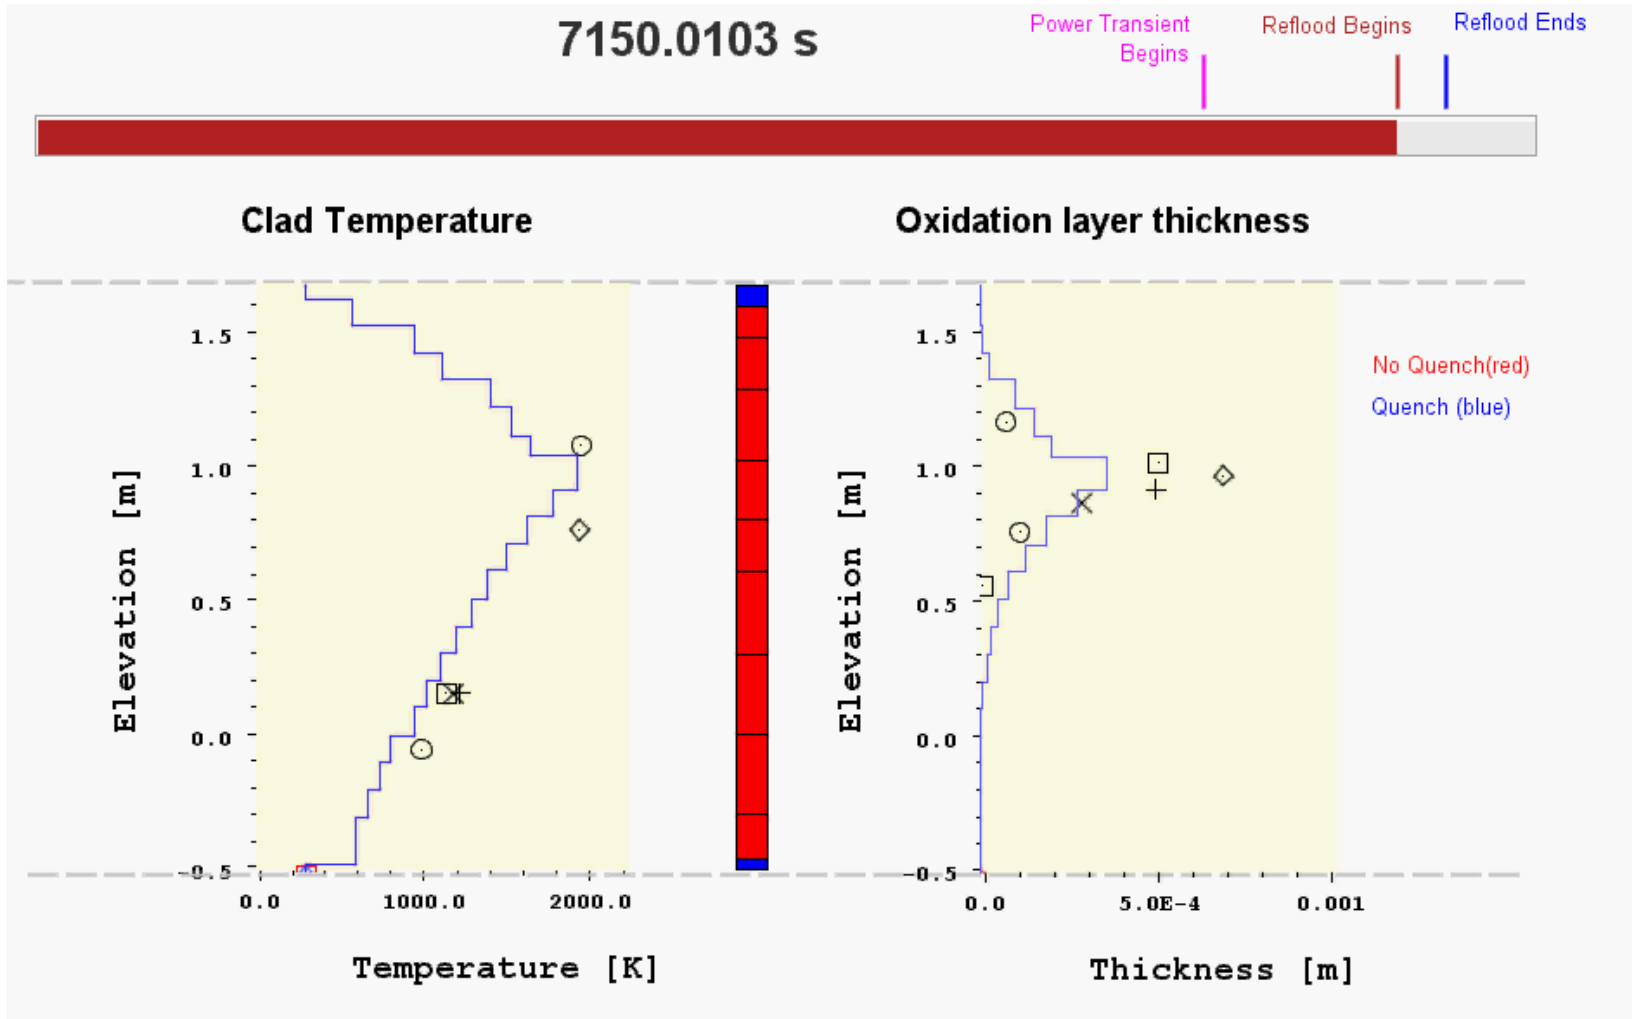 7150.0103 s
Power Transient
Begins
Reflood Begins
Reflood Ends
Clad Temperature
Oxidation layer thickness
1.5
1.0
0.5
0.0
-0.5
Elevation [m]
0.0
1000.0
2000.0
Temperature [K]
1.5
1.0
0.5
0.0
-0.5
Elevation [m]
0.0
5.0E-4
0.001
Thickness [m]
No Quench(red)
Quench (blue)